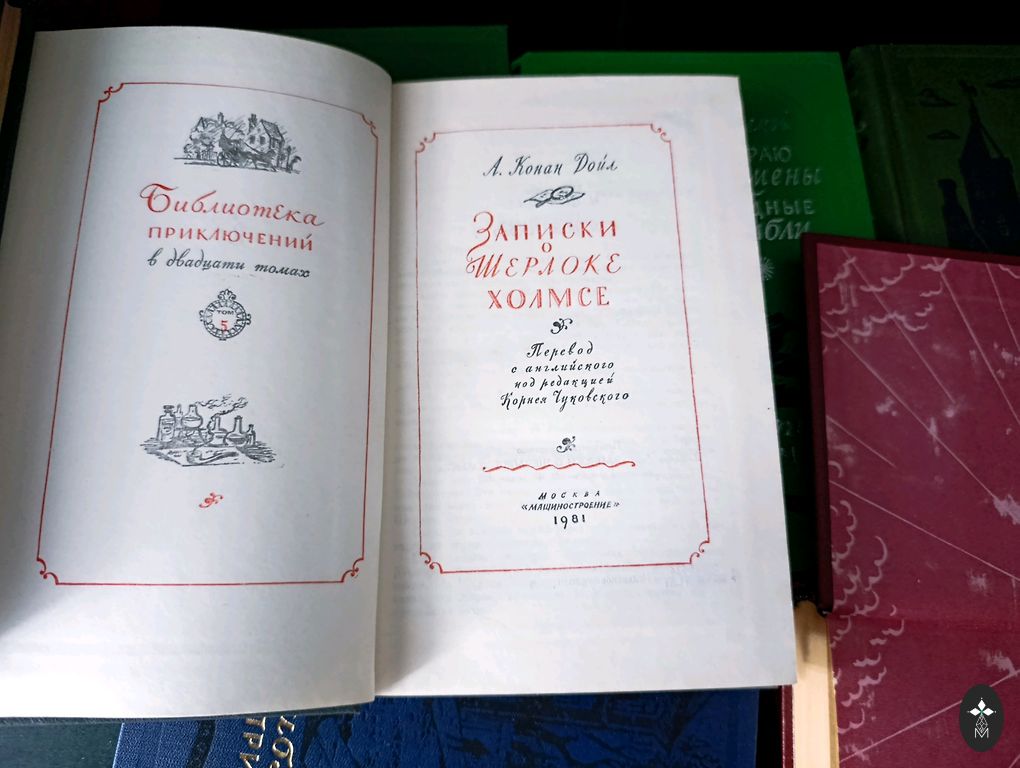 Библиотека
ПРИКЛЮЧЕНИЙ
в двадцати томах
ТОМ
5
А. Конан Дойл
ЗАПИСКИ
О
ШЕРЛОКЕ
ХОЛМСЕ
Перевод
с английского
под редакцией
Корнея Чуковского
МОСКВА
«МАШИНОСТРОЕНИЕ»
1981
M